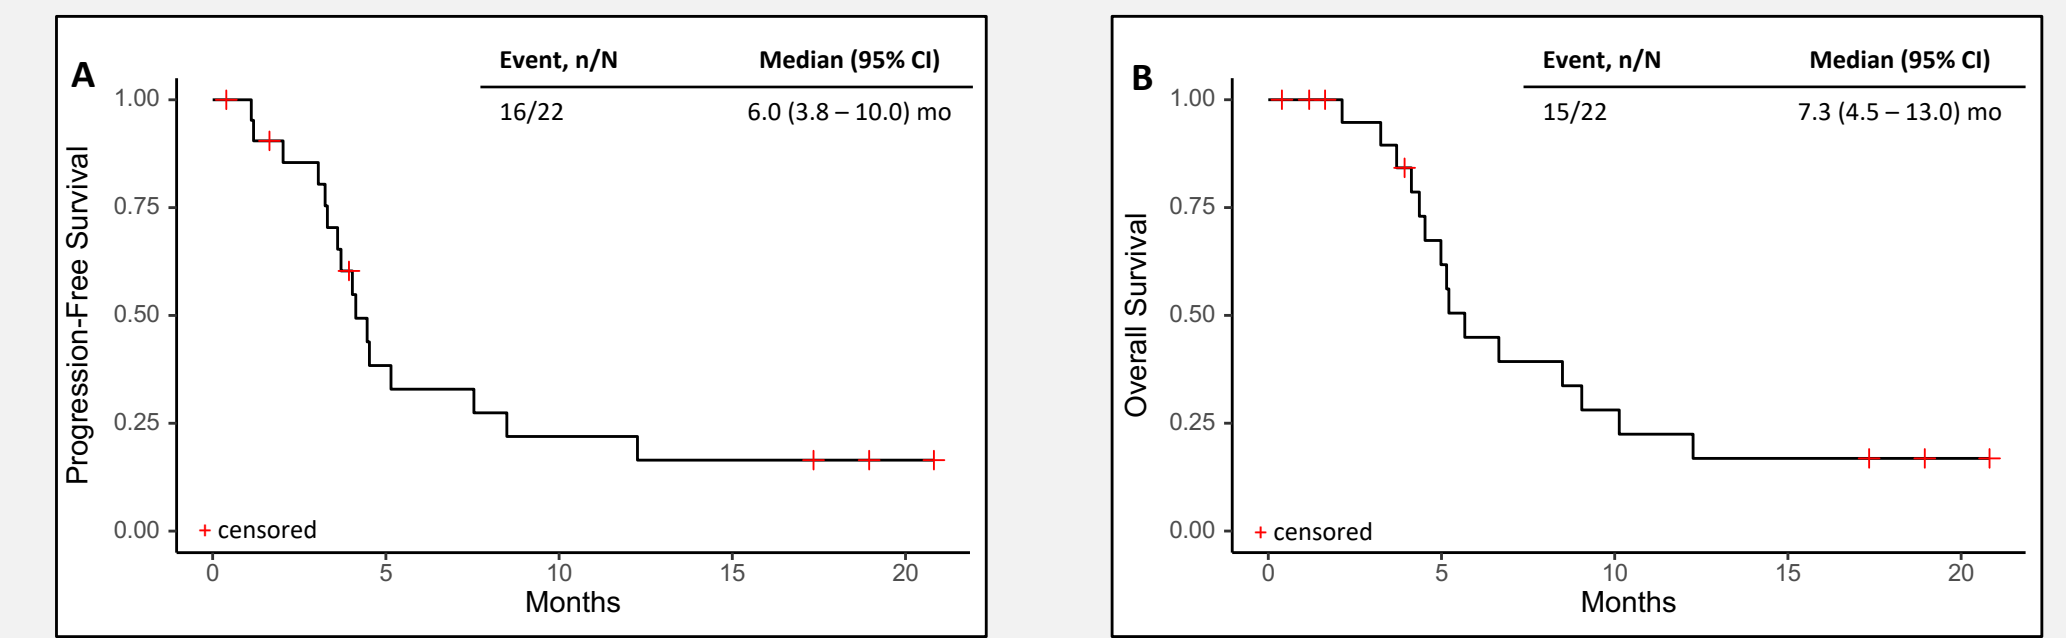 A
Event, n/N Median (95% CI)
16/22 6.0 (3.8 – 10.0) mo
Progression-Free Survival
1.00
0.75
0.50
0.25
0.00
+ censored
0 5 10 15 20
Months
B
Event, n/N Median (95% CI)
15/22 7.3 (4.5 – 13.0) mo
Overall Survival
1.00
0.75
0.50
0.25
0.00
+ censored
0 5 10 15 20
Months